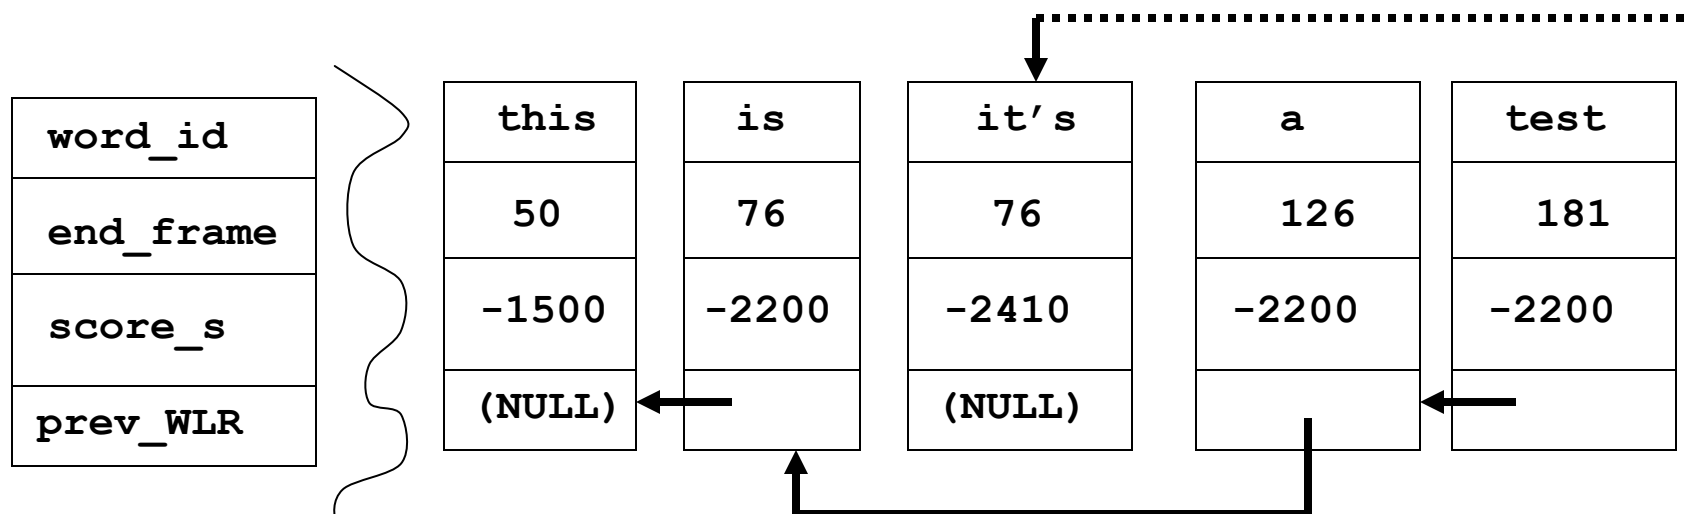 word_id
end_frame
score_s
prev_WLR
this is it’s a test
50 76 76 126 181
-1500 -2200 -2410 -2200 -2200
(NULL) (NULL)